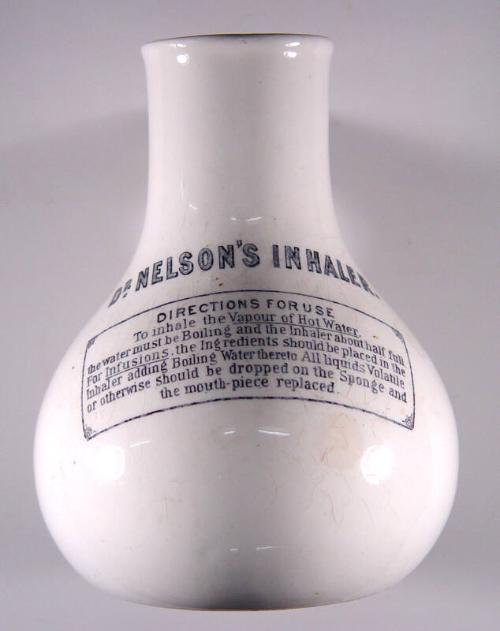 Dr. NELSON'S INHALER.
DIRECTIONS FOR USE
To inhale the Vapour of Hot Water,
the water must be Boiling and the Inhaler about half full
For Infusions, the Ingredients should be placed in the
Inhaler adding Boiling Water thereto All liquids Volatile
or otherwise should be dropped on the Sponge and
the mouth-piece replaced.